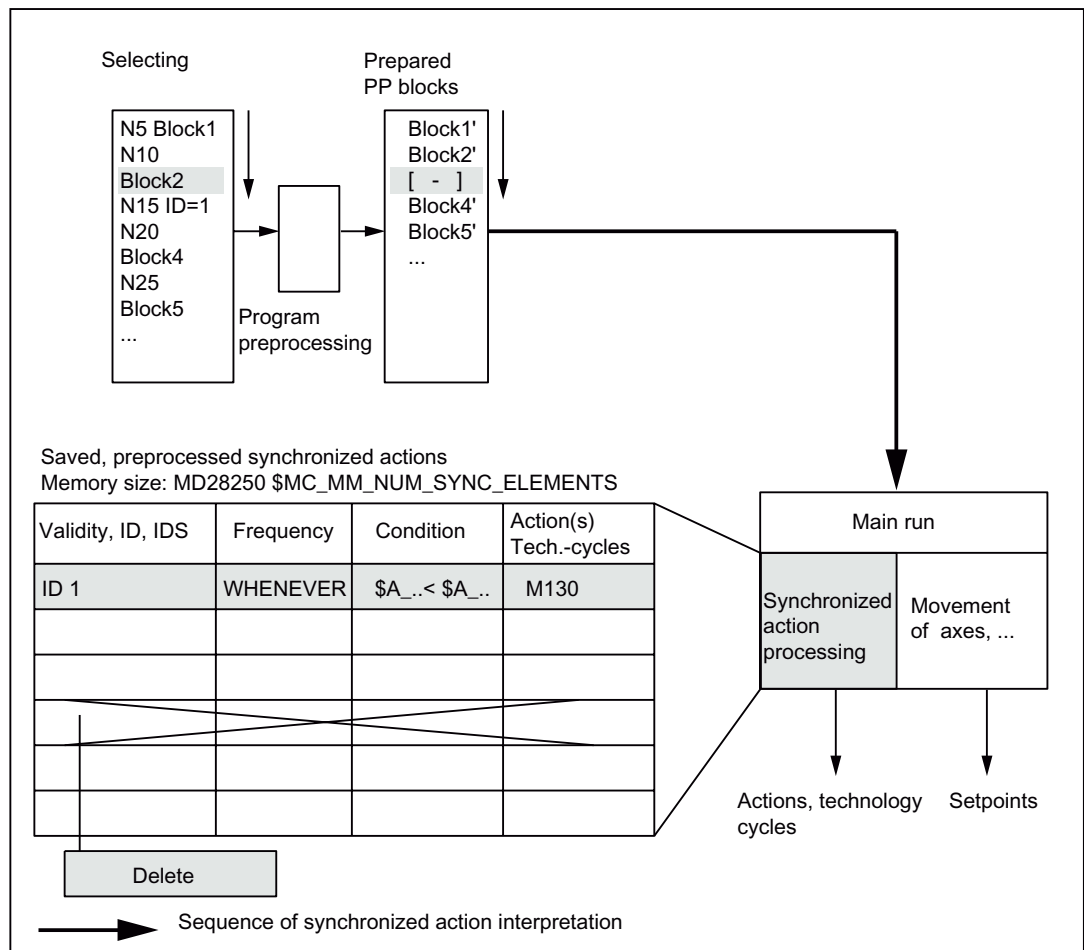 Selecting
Prepared
PP blocks
N5 Block1
N10
Block2
N15 ID=1
N20
Block4
N25
Block5
...
Program
preprocessing
Block1'
Block2'
[ - ]
Block4'
Block5'
...
Saved, preprocessed synchronized actions
Memory size: MD28250 $MC_MM_NUM_SYNC_ELEMENTS
Validity, ID, IDS
Frequency
Condition
Action(s)
Tech.-cycles
ID 1
WHENEVER
$A_..< $A_..
M130
Main run
Synchronized
action
processing
Movement
of axes, ...
Actions, technology
cycles
Setpoints
Delete
Sequence of synchronized action interpretation